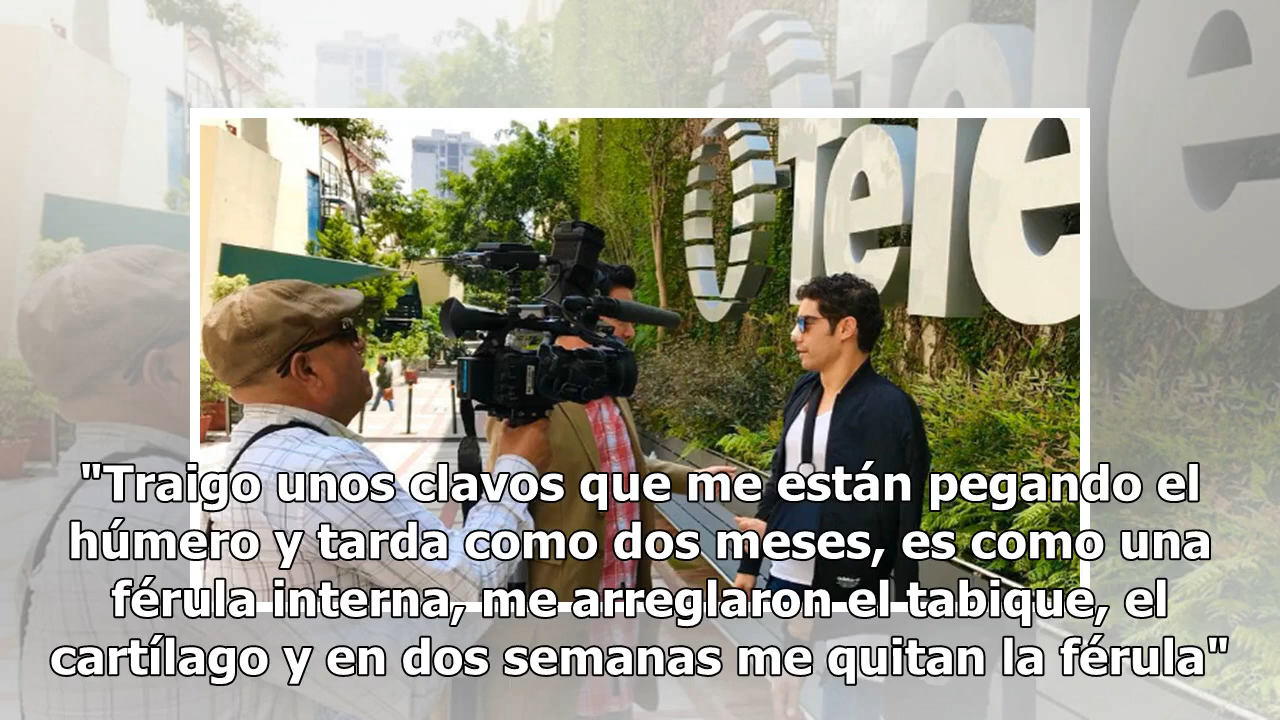 Tele
"Traigo unos clavos que me están pegando el
húmero y tarda como dos meses, es como una
férula interna, me arreglaron el tabique, el
cartílago y en dos semanas me quitan la férula"